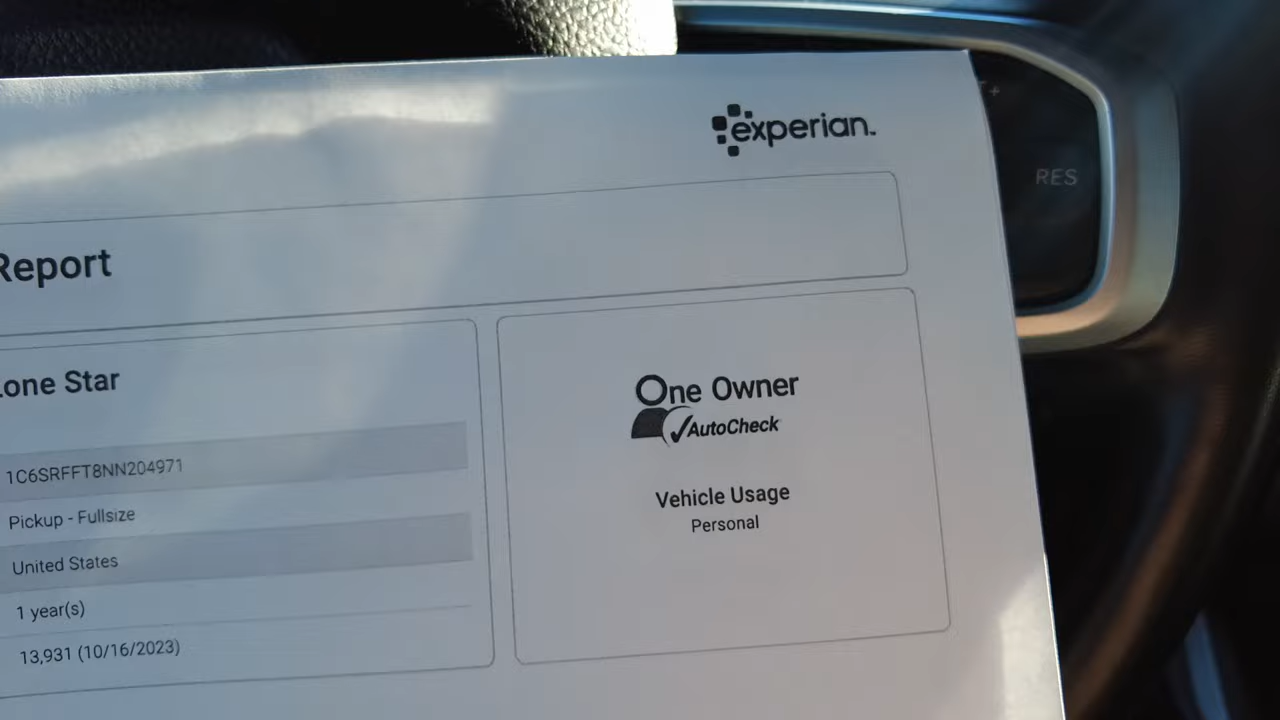 experian.
RES
Report
Lone Star
1C6SRFFT8NN204971
Pickup - Fullsize
United States
1 year(s)
13,931 (10/16/2023)
One Owner
AutoCheck
Vehicle Usage
Personal